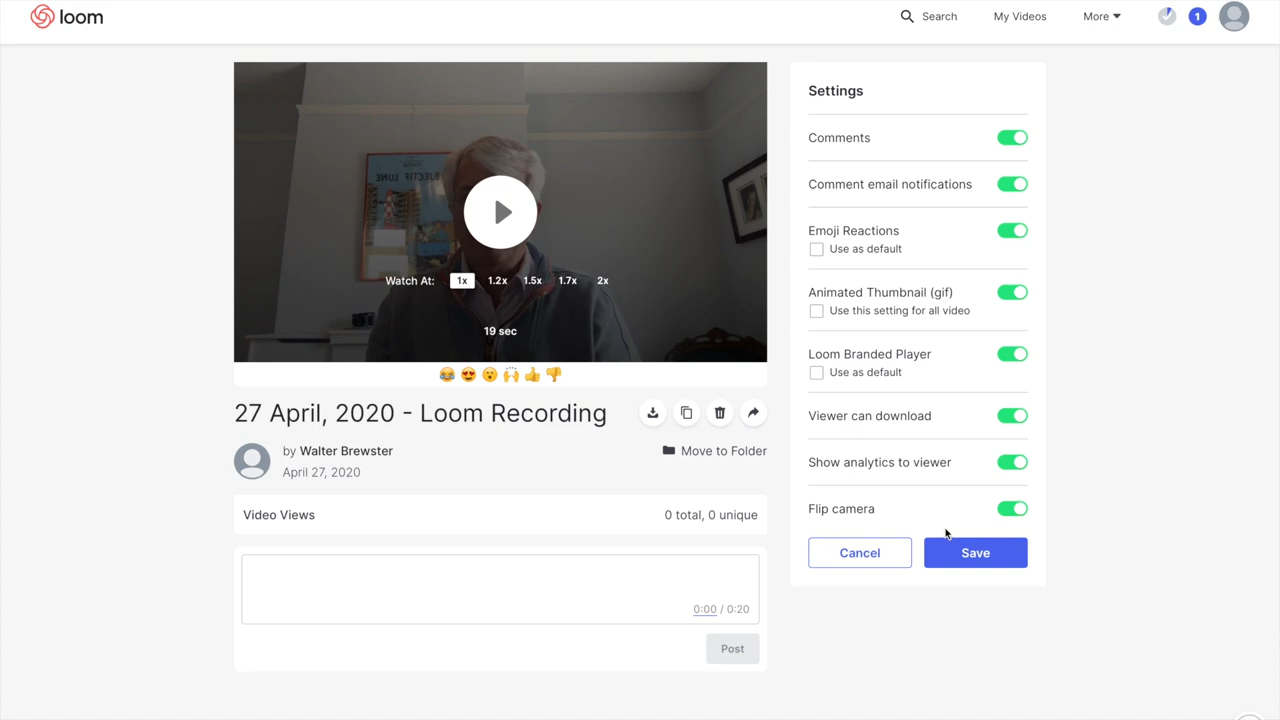 loom
Search
My Videos
More
1
OBJECTIF LUNE
Watch At: 1x 1.2x 1.5x 1.7x 2x
19 sec
27 April, 2020 - Loom Recording
by Walter Brewster
April 27, 2020
Move to Folder
Video Views
0 total, 0 unique
0:00 / 0:20
Post
Settings
Comments
Comment email notifications
Emoji Reactions
Use as default
Animated Thumbnail (gif)
Use this setting for all video
Loom Branded Player
Use as default
Viewer can download
Show analytics to viewer
Flip camera
Cancel
Save